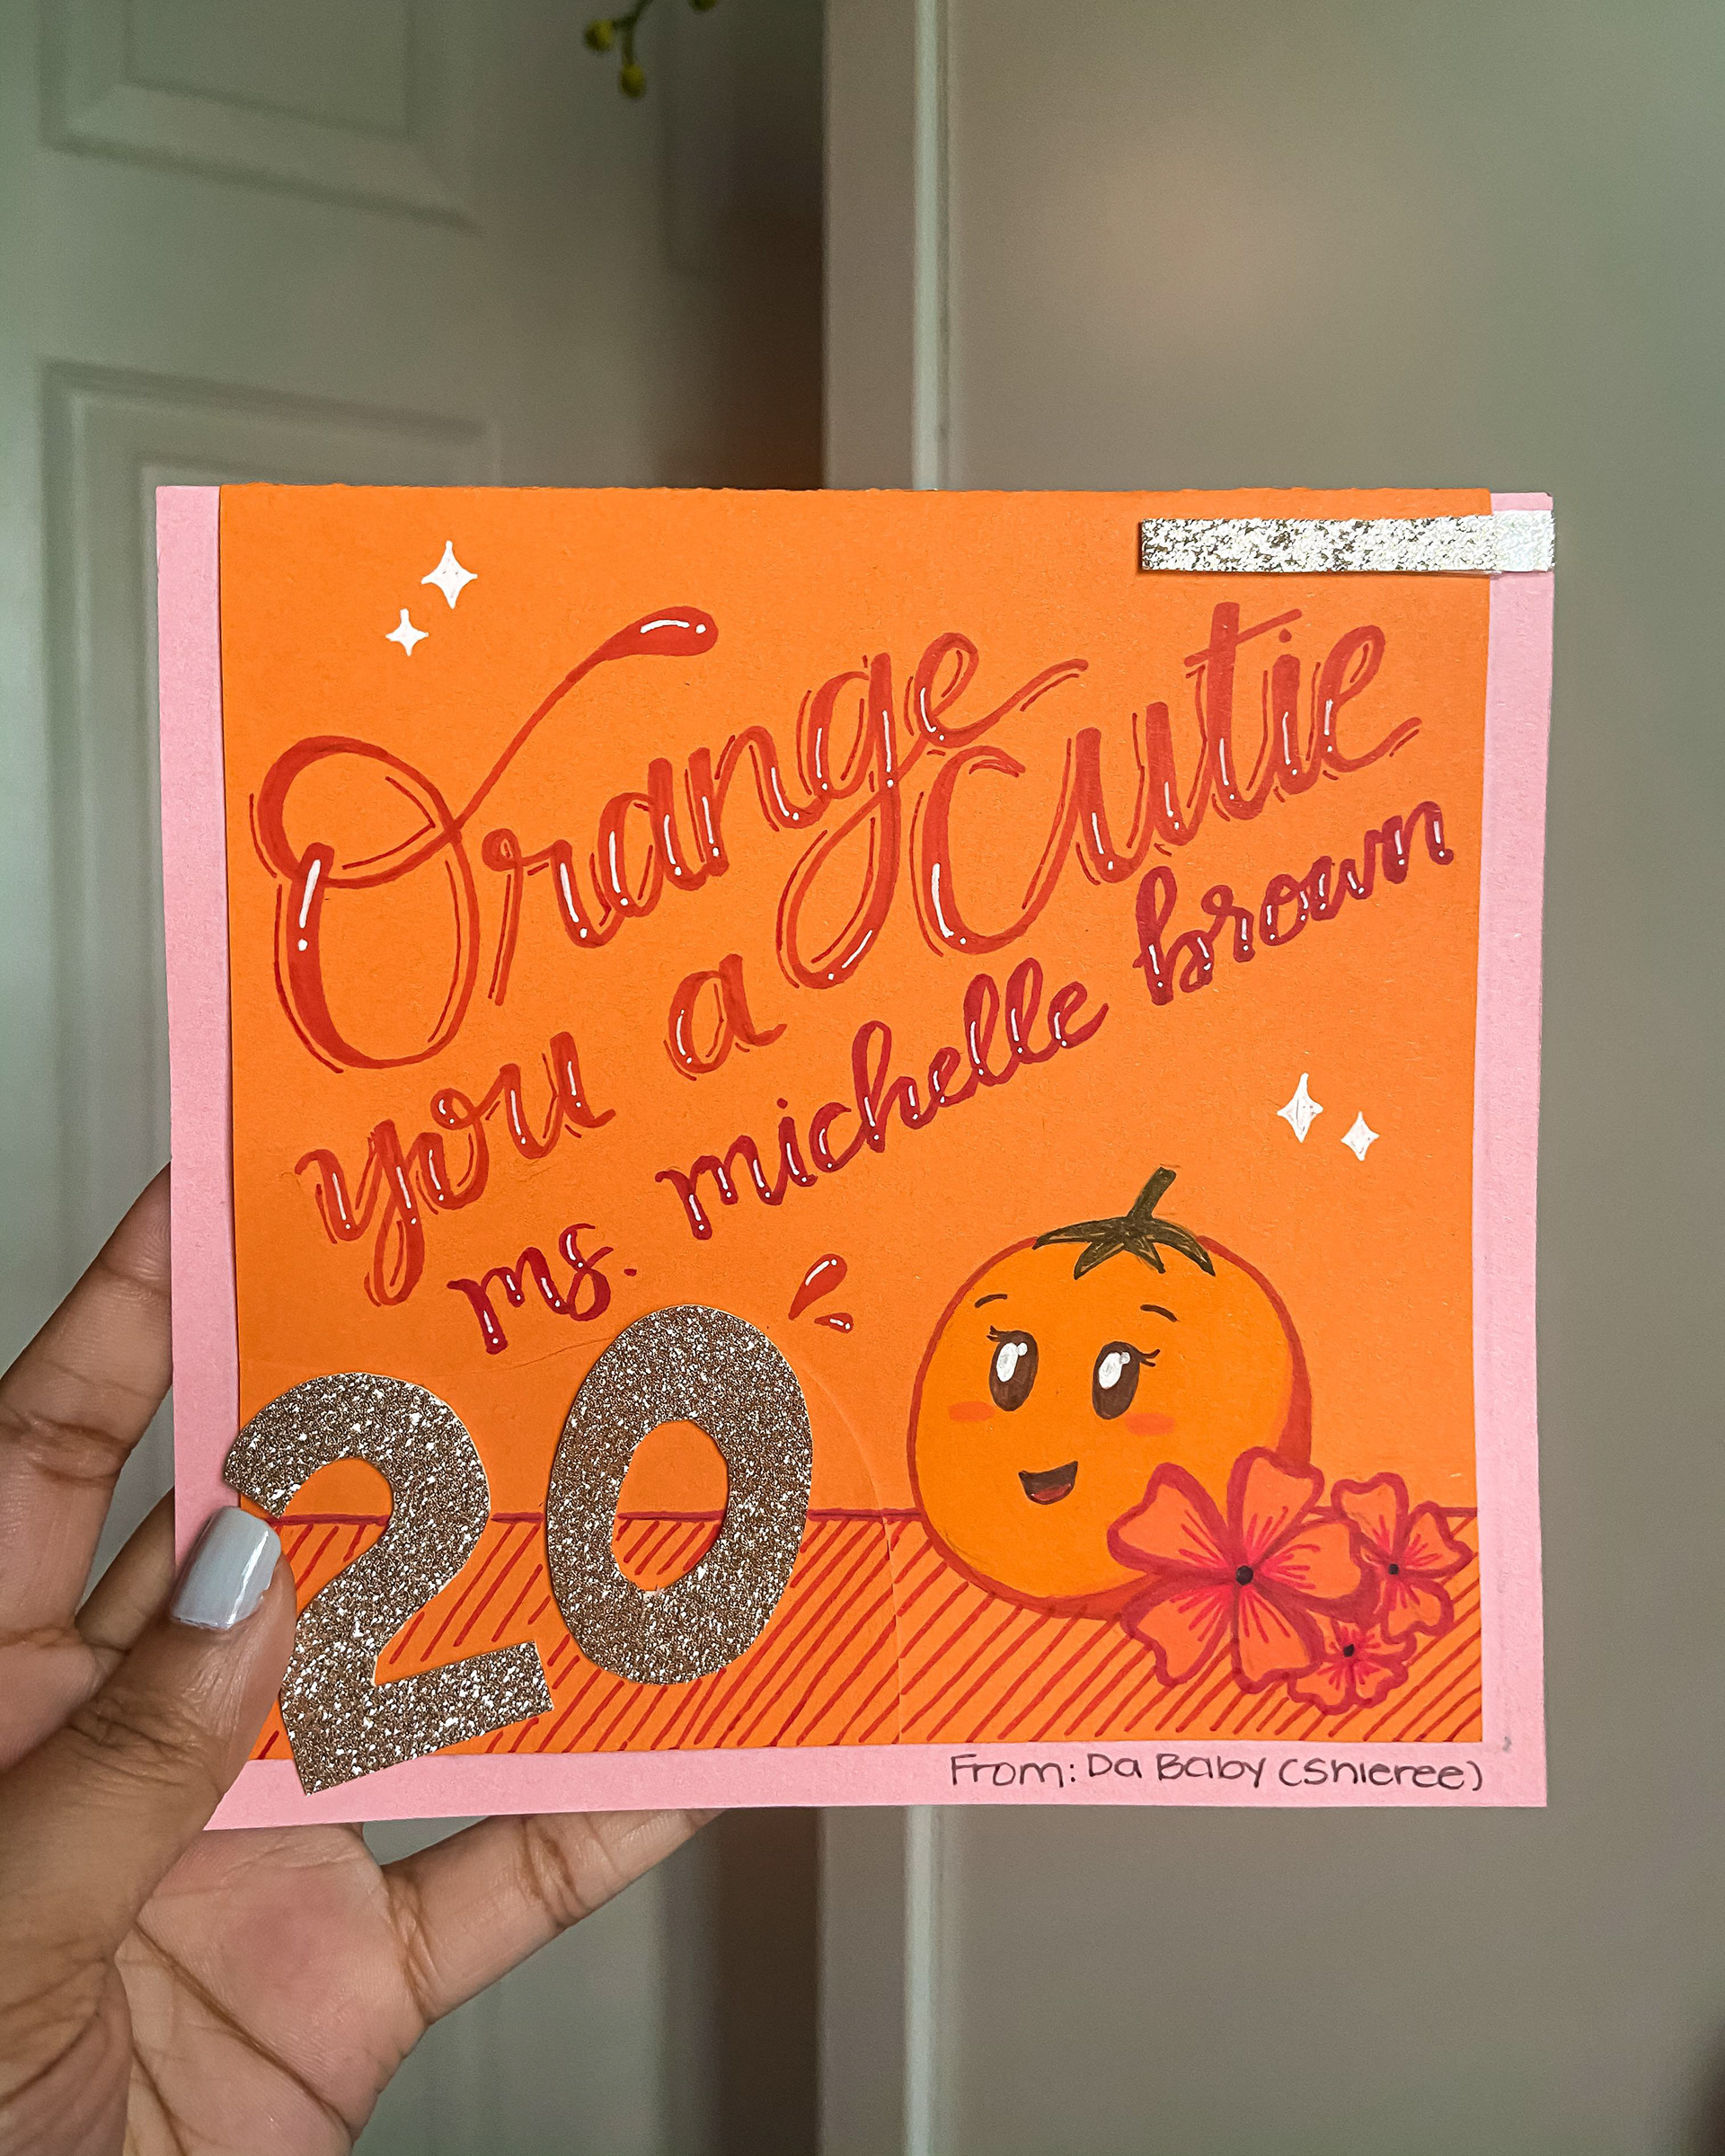 Orange Cutie
you a
ms. michelle brown
20
From: Da Baby (Shieree)